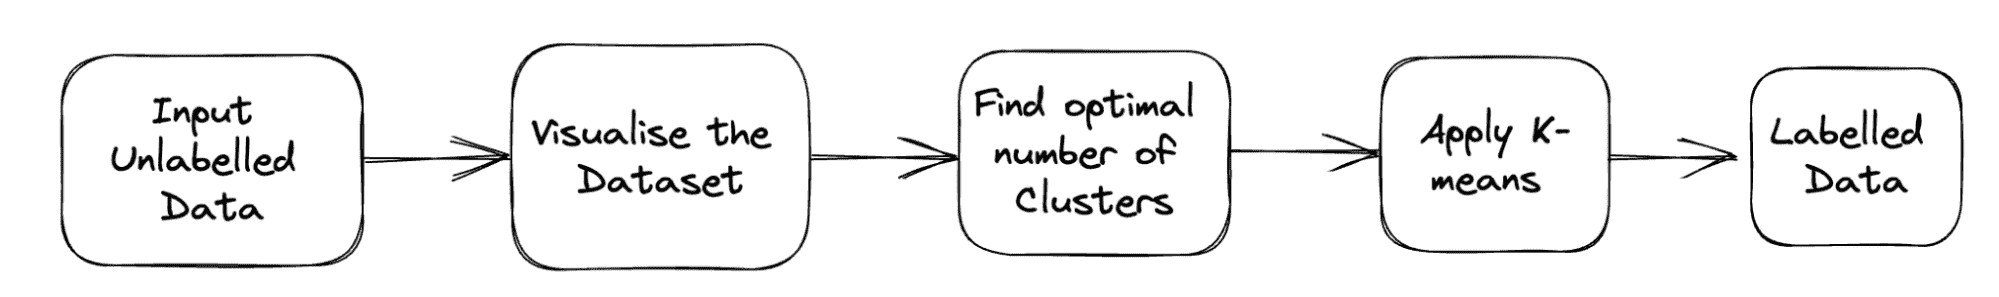 Input
Unlabelled
Data
Visualise the
Dataset
Find optimal
number of
Clusters
Apply K-
means
Labelled
Data